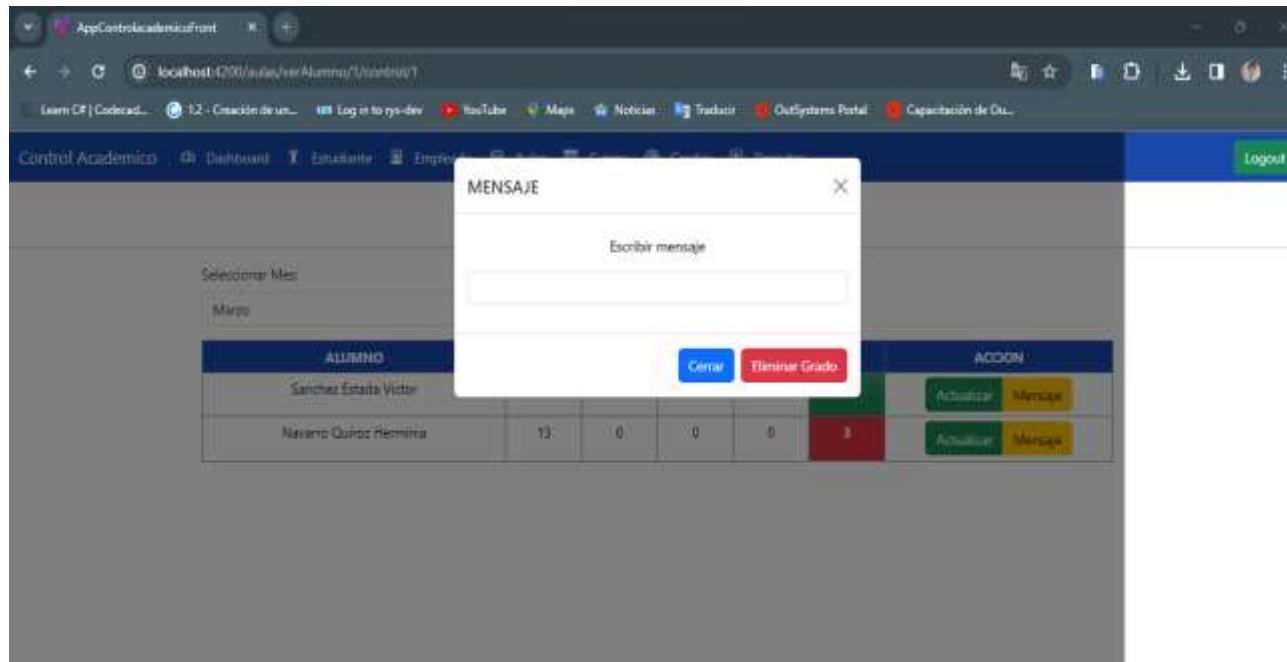 AppControlacademicoFront
localhost:4200/aulas/verAlumno/1/control/1
Learn C# | Codecad... 1.2 - Creación de un... Log in to rys-dev YouTube Maps Noticias Traducir OutSystems Portal Capacitación de Ou...
Control Academico Dashboard Estudiante Logout
MENSAJE
Escribir mensaje
Seleccionar Mes:
Marzo
Cerrar Eliminar Grado
ALUMNO ACCION
Sanchez Estada Victor Actualizar Mensaje
Navarro Quiroz Herminia 13 0 0 0 3 Actualizar Mensaje